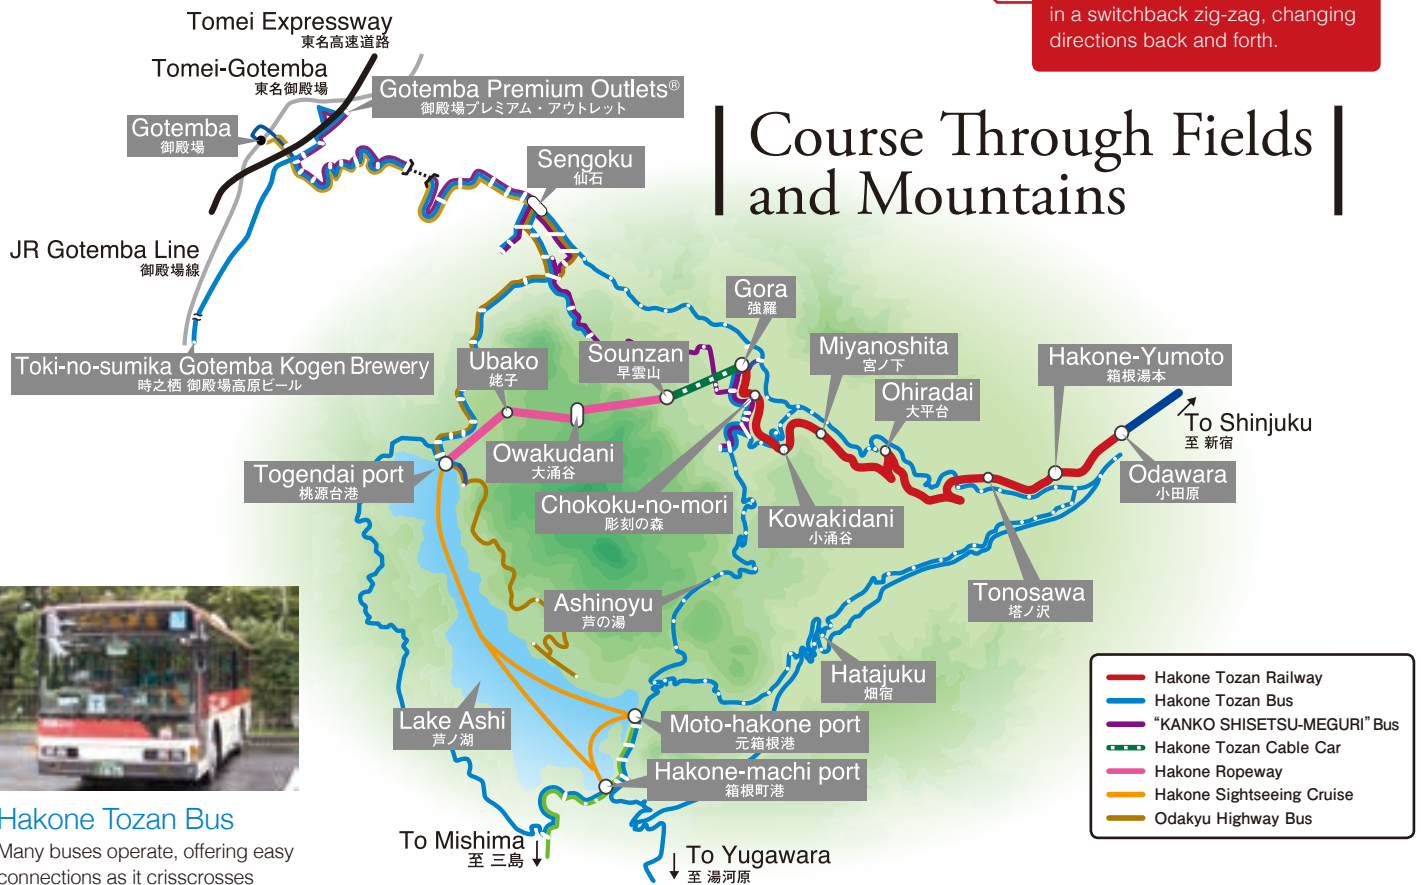 in a switchback zig-zag, changing
directions back and forth.
Tomei Expressway
東名高速道路
Tomei-Gotemba
東名御殿場
Gotemba Premium Outlets®
御殿場プレミアム・アウトレット
Gotemba
御殿場
Course Through Fields
and Mountains
Sengoku
仙石
JR Gotemba Line
御殿場線
Gora
強羅
Toki-no-sumika Gotemba Kogen Brewery
時之栖 御殿場高原ビール
Ubako
姥子
Sounzan
早雲山
Miyanoshita
宮ノ下
Hakone-Yumoto
箱根湯本
Ohiradai
大平台
To Shinjuku
至 新宿
Togendai port
桃源台港
Owakudani
大涌谷
Odawara
小田原
Chokoku-no-mori
彫刻の森
Kowakidani
小涌谷
Tonosawa
塔ノ沢
Ashinoyu
芦の湯
Hatajuku
畑宿
Lake Ashi
芦ノ湖
Moto-hakone port
元箱根港
Hakone-machi port
箱根町港
To Mishima
至 三島
To Yugawara
至 湯河原
Hakone Tozan Railway
Hakone Tozan Bus
"KANKO SHISETSU-MEGURI" Bus
Hakone Tozan Cable Car
Hakone Ropeway
Hakone Sightseeing Cruise
Odakyu Highway Bus
Hakone Tozan Bus
Many buses operate, offering easy
connections as it crisscrosses